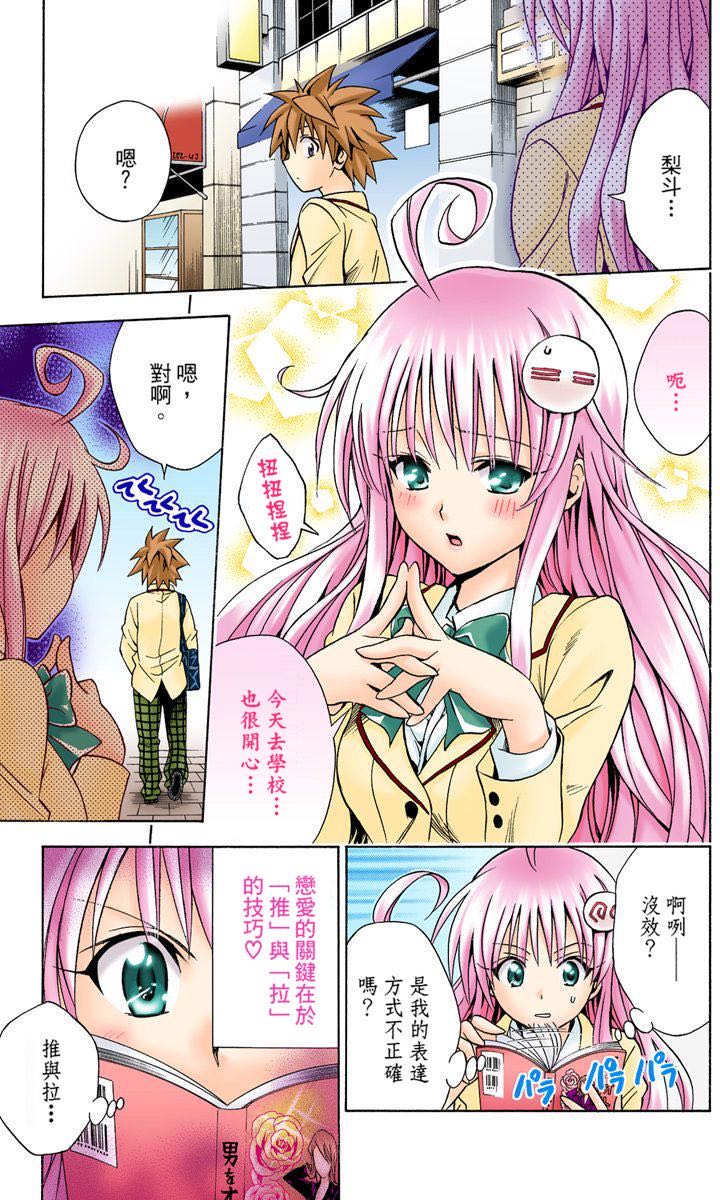 梨斗…
嗯？
呃…
扭扭捏捏
今天去學校…
也很開心…
嗯，
對啊。
啊咧——
沒效？
是我的表達
方式不正確
嗎？
パラ
パラ
パラ
戀愛的關鍵在於
「推」與「拉」
的技巧♡
推與拉…
男をオ